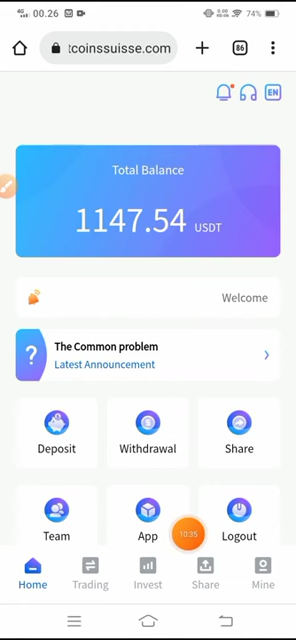 4G 00.26 74%
tcoinssuisse.com 86
EN
Total Balance
1147.54 USDT
Welcome
?
The Common problem
Latest Announcement
Deposit Withdrawal Share
Team App Logout
10:35
Home Trading Invest Share Mine